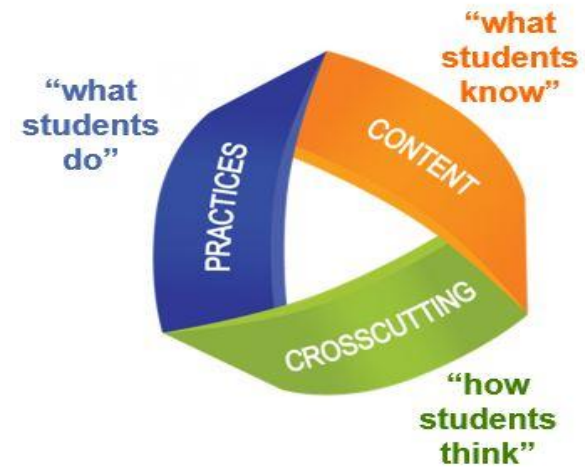 “what
students
do”
PRACTICES
“what
students
know”
CONTENT
CROSSCUTTING
“how
students
think”